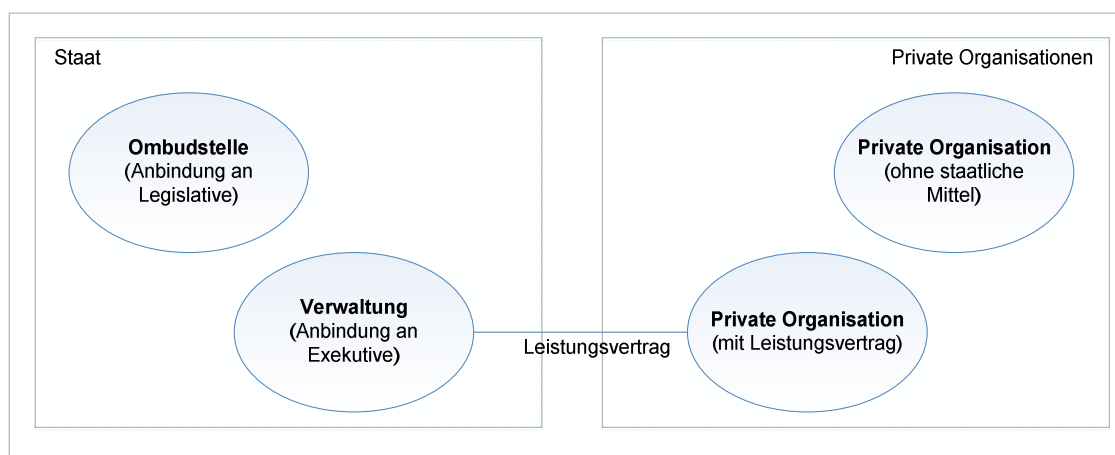 Staat
Private Organisationen
Ombudstelle
(Anbindung an
Legislative)
Private Organisation
(ohne staatliche
Mittel)
Verwaltung
(Anbindung an
Exekutive)
Leistungsvertrag
Private Organisation
(mit Leistungsvertrag)